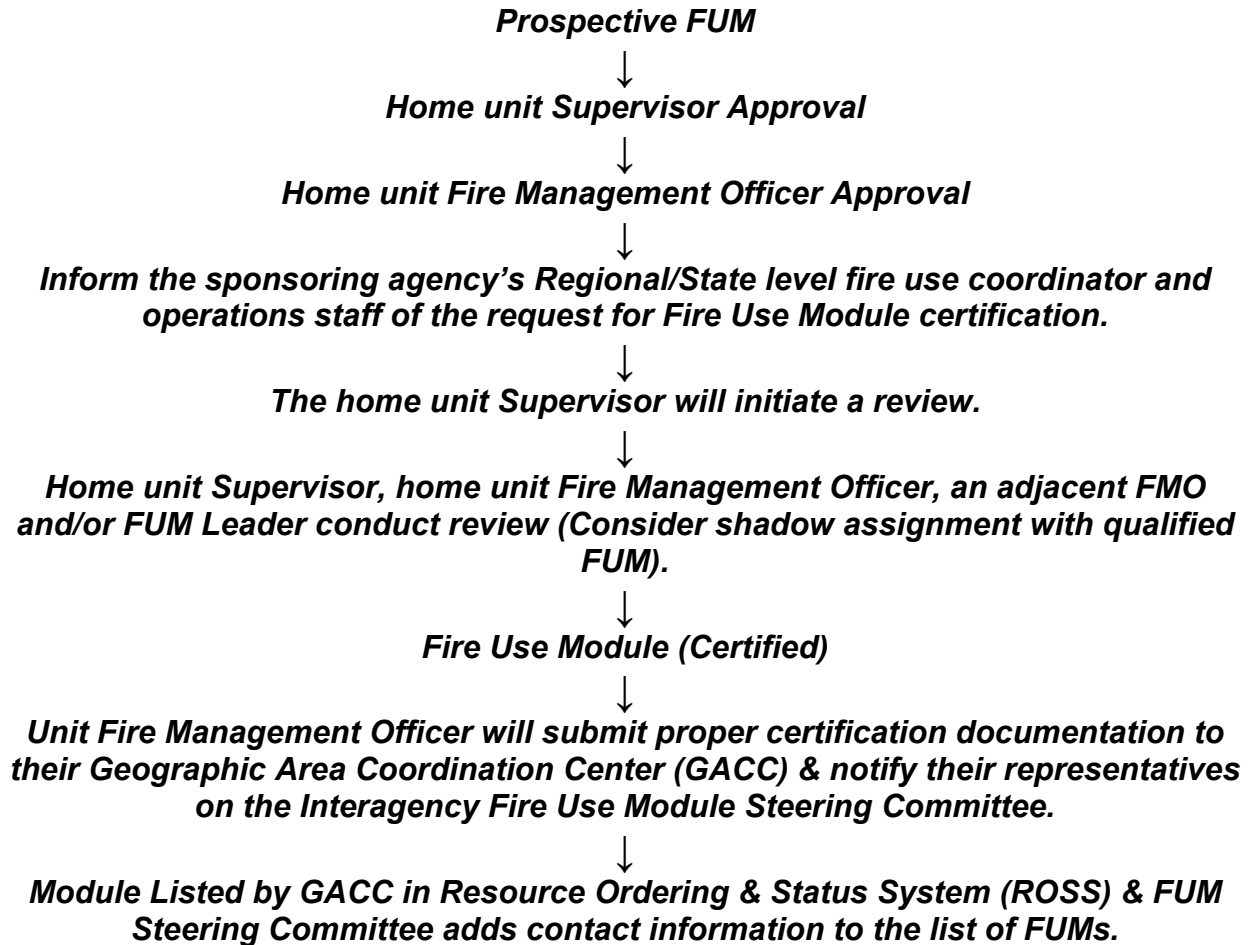 Prospective FUM
↓
Home unit Supervisor Approval
↓
Home unit Fire Management Officer Approval
↓
Inform the sponsoring agency’s Regional/State level fire use coordinator and
operations staff of the request for Fire Use Module certification.
↓
The home unit Supervisor will initiate a review.
↓
Home unit Supervisor, home unit Fire Management Officer, an adjacent FMO
and/or FUM Leader conduct review (Consider shadow assignment with qualified
FUM).
↓
Fire Use Module (Certified)
↓
Unit Fire Management Officer will submit proper certification documentation to
their Geographic Area Coordination Center (GACC) & notify their representatives
on the Interagency Fire Use Module Steering Committee.
↓
Module Listed by GACC in Resource Ordering & Status System (ROSS) & FUM
Steering Committee adds contact information to the list of FUMs.